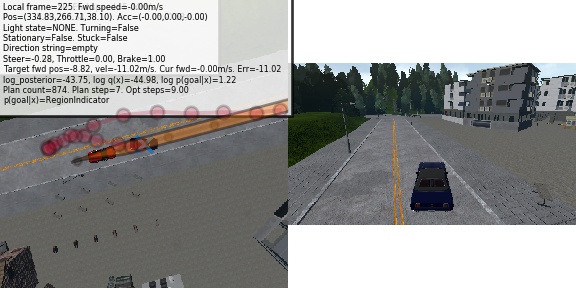 Local frame=225: Fwd speed=-0.00m/s
Pos=(334.83,266.71,38.10). Acc=(-0.00,0.00,-0.00)
Light state=NONE. Turning=False
Stationary=False. Stuck=False
Direction string=empty
Steer=-0.28, Throttle=0.00, Brake=1.00
Target fwd pos=-8.82, vel=-11.02m/s. Cur fwd=-0.00m/s. Err=-11.02
log_posterior=-43.75, log q(x)=-44.98, log p(goal|x)=1.22
Plan count=874. Plan step=7. Opt steps=9.00
p(goal|x)=RegionIndicator